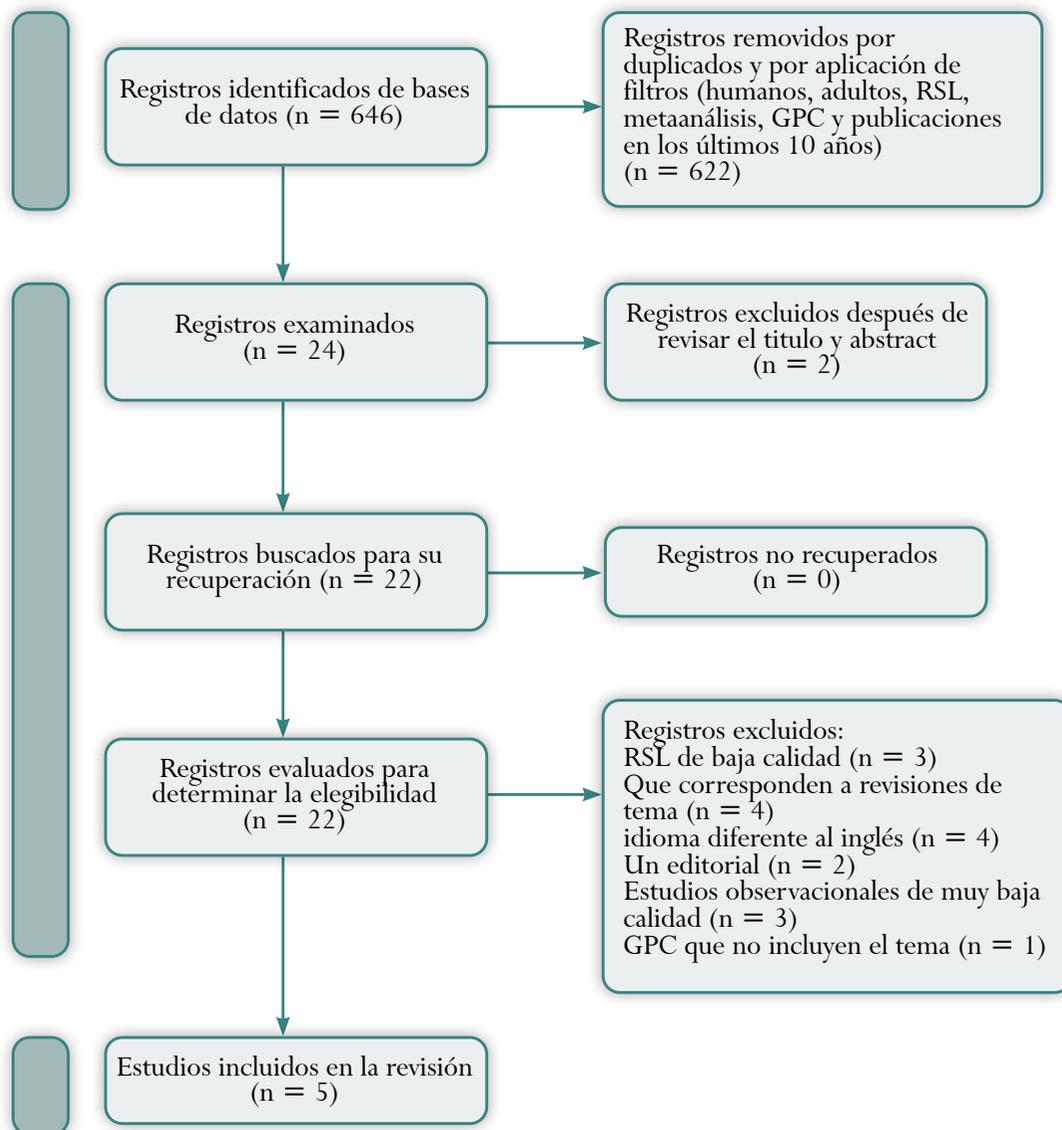 Registros identificados de bases
de datos (n = 646)
Registros removidos por
duplicados y por aplicación de
filtros (humanos, adultos, RSL,
metaanálisis, GPC y publicaciones
en los últimos 10 años)
(n = 622)
Registros examinados
(n = 24)
Registros excluidos después de
revisar el titulo y abstract
(n = 2)
Registros buscados para su
recuperación (n = 22)
Registros no recuperados
(n = 0)
Registros evaluados para
determinar la elegibilidad
(n = 22)
Registros excluidos:
RSL de baja calidad (n = 3)
Que corresponden a revisiones de
tema (n = 4)
idioma diferente al inglés (n = 4)
Un editorial (n = 2)
Estudios observacionales de muy baja
calidad (n = 3)
GPC que no incluyen el tema (n = 1)
Estudios incluidos en la revisión
(n = 5)